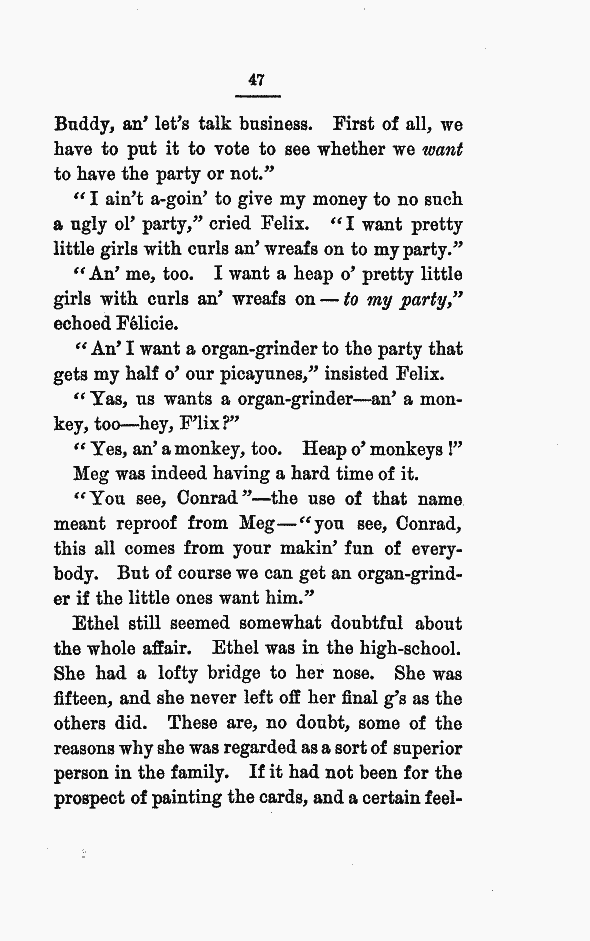 47
Buddy, an' let's talk business. First of all, we
have to put it to vote to see whether we want
to have the party or not.”
“I ain't a-goin' to give my money to no such
a ugly ol' party,” cried Felix. “I want pretty
little girls with curls an' wreafs on to my party.”
“An' me, too. I want a heap o' pretty little
girls with curls an' wreafs on—to my party,”
echoed Félicie.
“An' I want a organ-grinder to the party that
gets my half o' our picayunes,” insisted Felix.
“Yas, us wants a organ-grinder—an' a mon-
key, too—hey, F'lix?”
“Yes, an' a monkey, too. Heap o' monkeys!”
Meg was indeed having a hard time of it.
“You see, Conrad”—the use of that name
meant reproof from Meg—“you see, Conrad,
this all comes from your makin' fun of every-
body. But of course we can get an organ-grind-
er if the little ones want him.”
Ethel still seemed somewhat doubtful about
the whole affair. Ethel was in the high-school.
She had a lofty bridge to her nose. She was
fifteen, and she never left off her final g's as the
others did. These are, no doubt, some of the
reasons why she was regarded as a sort of superior
person in the family. If it had not been for the
prospect of painting the cards, and a certain feel-